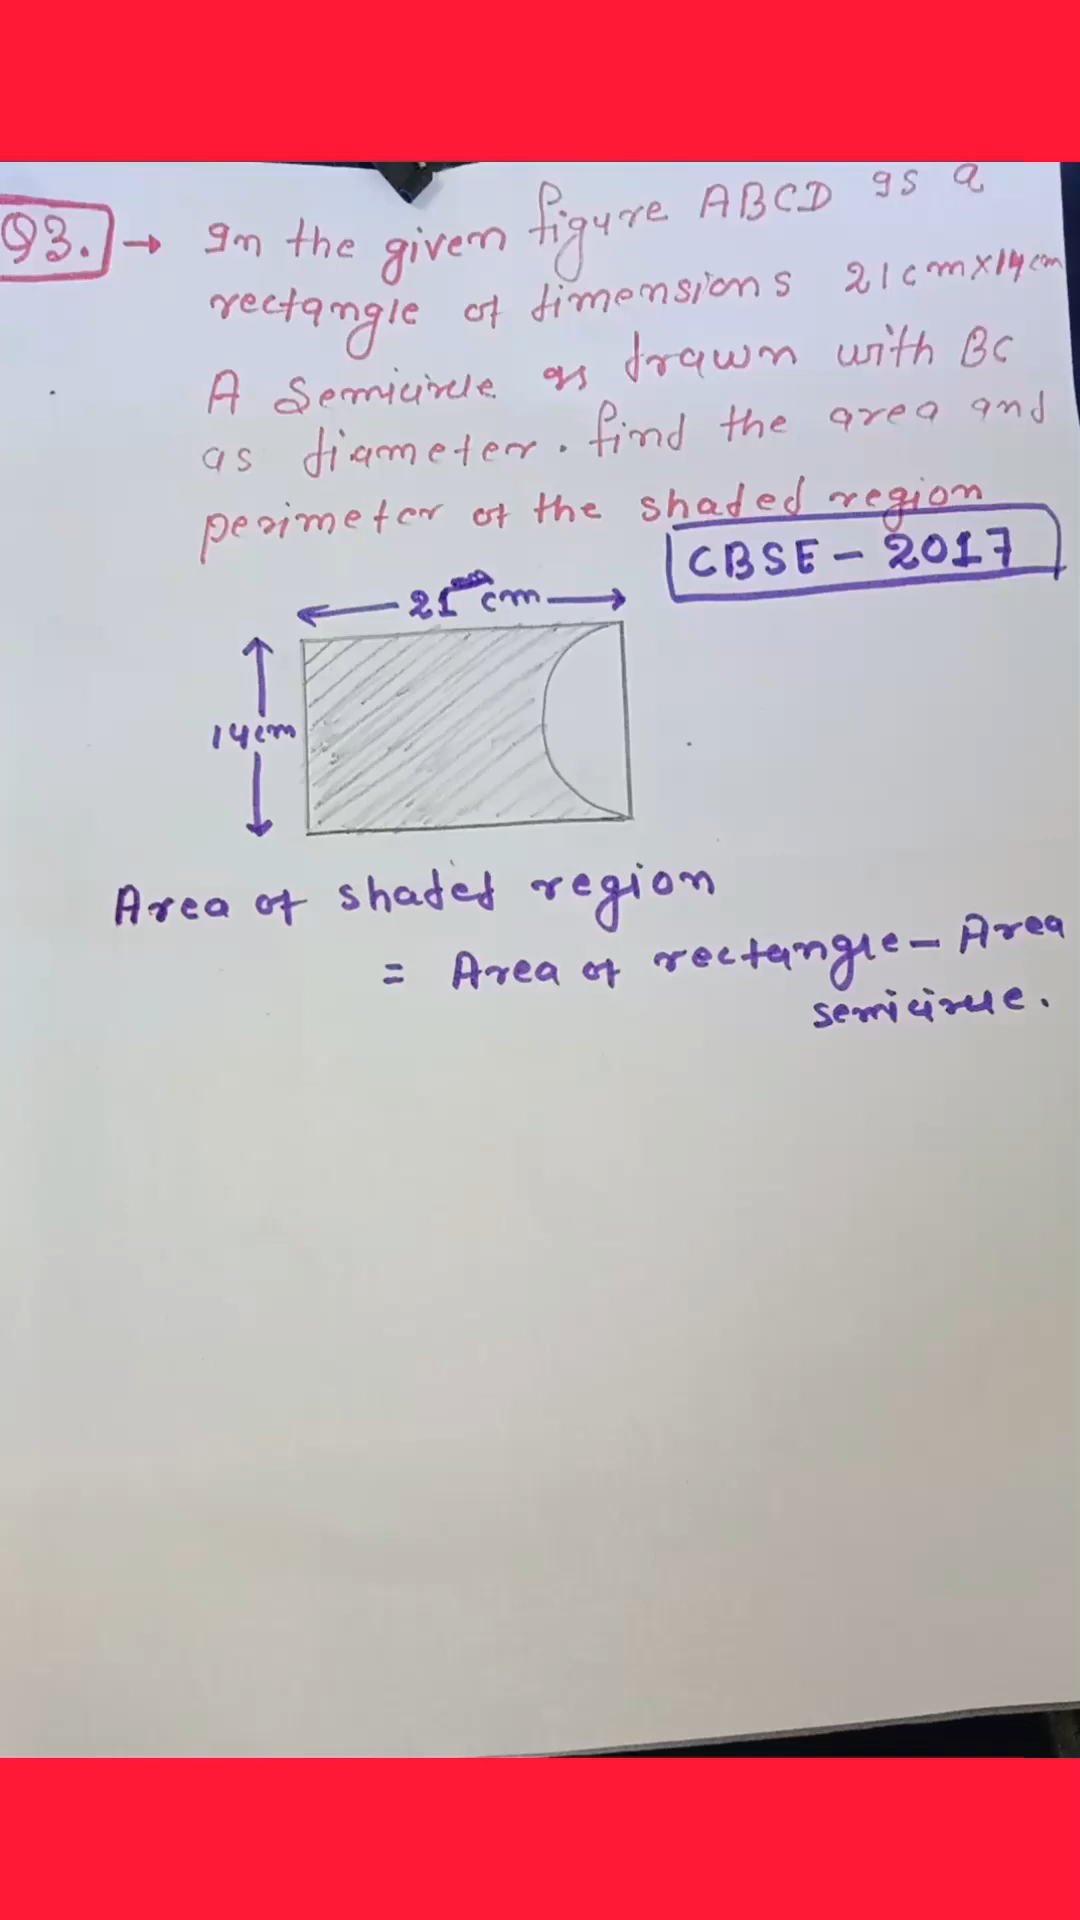 Q3. → In the given figure ABCD is a
rectangle of dimensions 21cm×14cm
A Semicircle is drawn with BC
as diameter. find the area and
perimeter of the shaded region
CBSE - 2017
21 cm
14cm
Area of shaded region
= Area of rectangle - Area
semicircle.